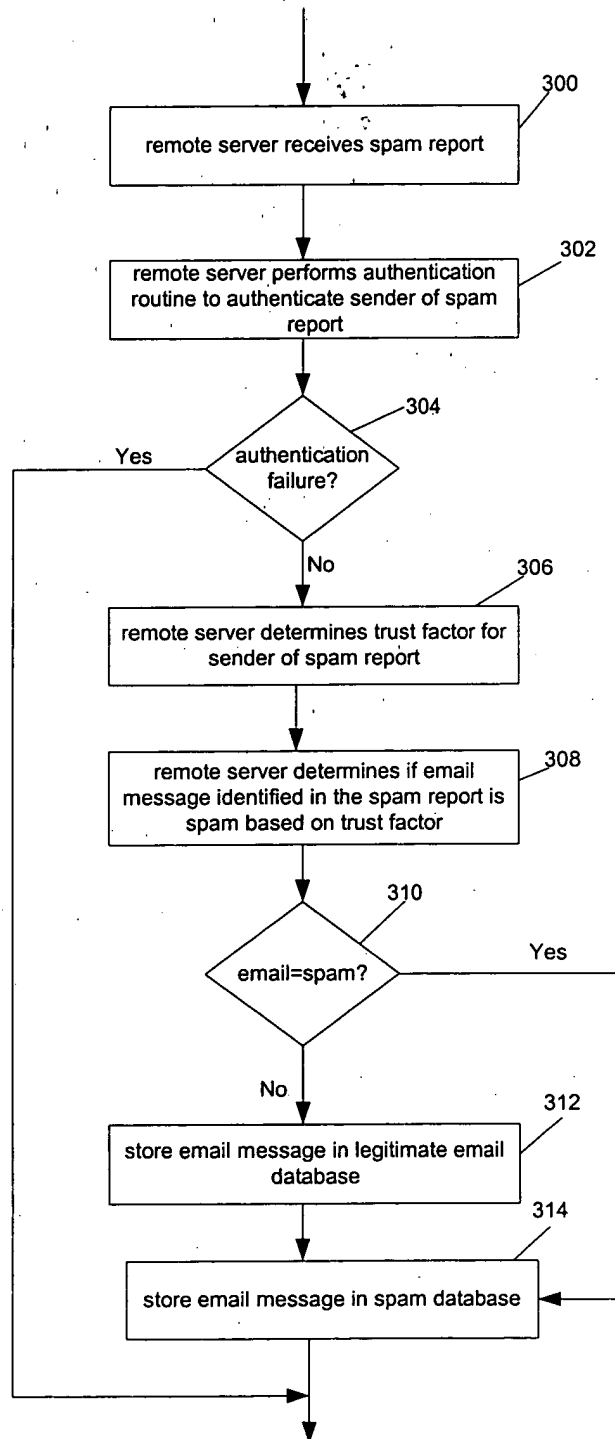 300
remote server receives spam report
302
remote server performs authentication
routine to authenticate sender of spam
report
304
Yes
authentication
failure?
No
306
remote server determines trust factor for
sender of spam report
308
remote server determines if email
message identified in the spam report is
spam based on trust factor
310
Yes
email=spam?
No
312
store email message in legitimate email
database
314
store email message in spam database